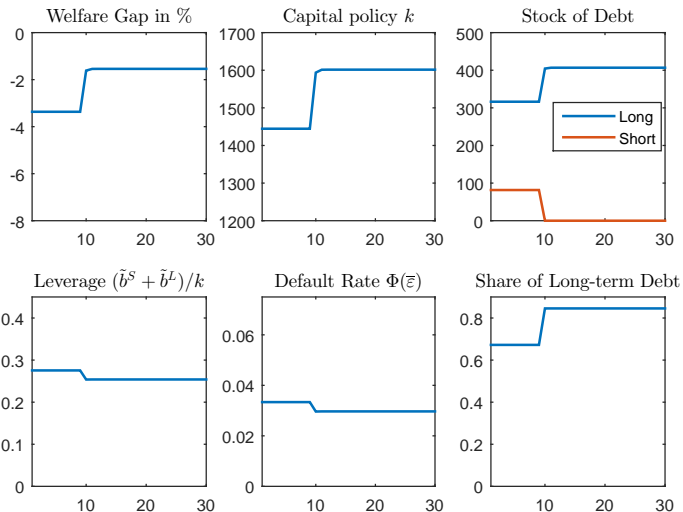 Welfare Gap in %
0
-2
-4
-6
-8
10 20 30
Capital policy k
1700
1600
1500
1400
1300
1200
10 20 30
Stock of Debt
500
400
300
200
100
0
Long
Short
10 20 30
Leverage (b̃^S + b̃^L)/k
0.4
0.3
0.2
0.1
0
10 20 30
Default Rate Φ(ε̅)
0.06
0.04
0.02
0
10 20 30
Share of Long-term Debt
0.8
0.6
0.4
0.2
0
10 20 30